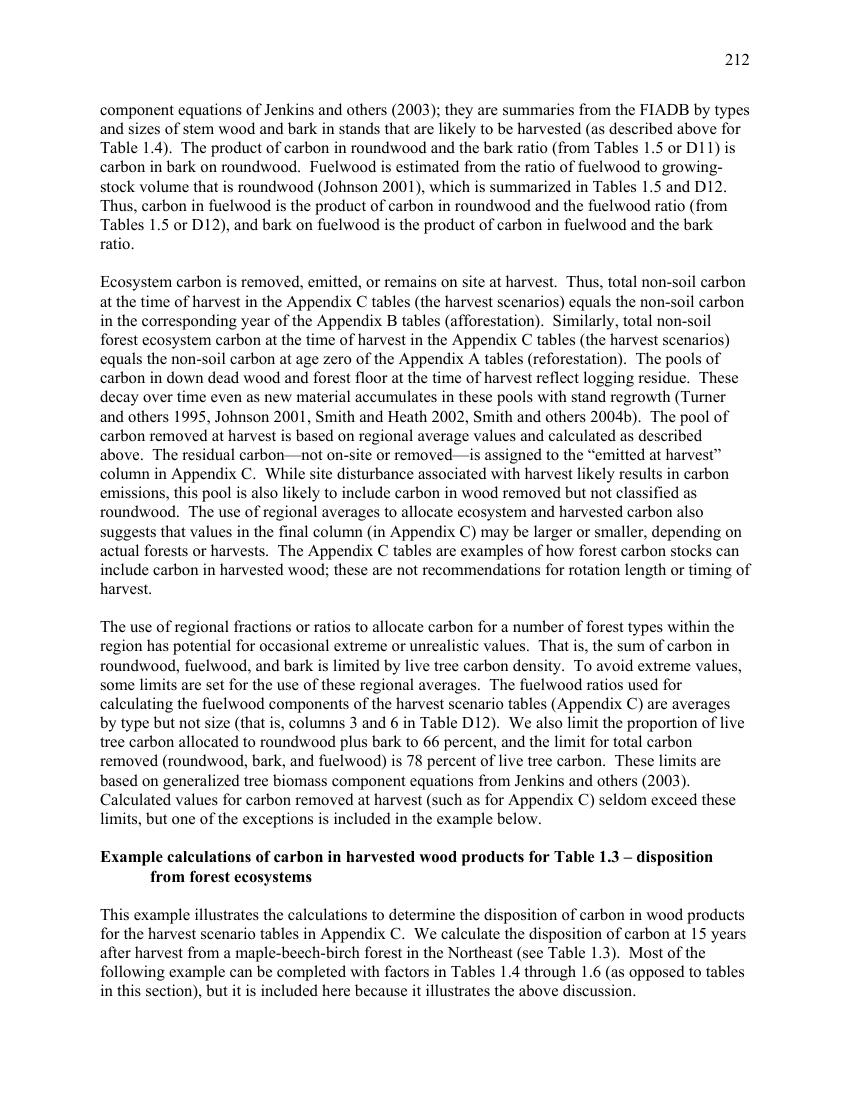 212
component equations of Jenkins and others (2003); they are summaries from the FIADB by types
and sizes of stem wood and bark in stands that are likely to be harvested (as described above for
Table 1.4).  The product of carbon in roundwood and the bark ratio (from Tables 1.5 or D11) is
carbon in bark on roundwood.  Fuelwood is estimated from the ratio of fuelwood to growing-
stock volume that is roundwood (Johnson 2001), which is summarized in Tables 1.5 and D12.
Thus, carbon in fuelwood is the product of carbon in roundwood and the fuelwood ratio (from
Tables 1.5 or D12), and bark on fuelwood is the product of carbon in fuelwood and the bark
ratio.
Ecosystem carbon is removed, emitted, or remains on site at harvest.  Thus, total non-soil carbon
at the time of harvest in the Appendix C tables (the harvest scenarios) equals the non-soil carbon
in the corresponding year of the Appendix B tables (afforestation).  Similarly, total non-soil
forest ecosystem carbon at the time of harvest in the Appendix C tables (the harvest scenarios)
equals the non-soil carbon at age zero of the Appendix A tables (reforestation).  The pools of
carbon in down dead wood and forest floor at the time of harvest reflect logging residue.  These
decay over time even as new material accumulates in these pools with stand regrowth (Turner
and others 1995, Johnson 2001, Smith and Heath 2002, Smith and others 2004b).  The pool of
carbon removed at harvest is based on regional average values and calculated as described
above.  The residual carbon—not on-site or removed—is assigned to the “emitted at harvest”
column in Appendix C.  While site disturbance associated with harvest likely results in carbon
emissions, this pool is also likely to include carbon in wood removed but not classified as
roundwood.  The use of regional averages to allocate ecosystem and harvested carbon also
suggests that values in the final column (in Appendix C) may be larger or smaller, depending on
actual forests or harvests.  The Appendix C tables are examples of how forest carbon stocks can
include carbon in harvested wood; these are not recommendations for rotation length or timing of
harvest.
The use of regional fractions or ratios to allocate carbon for a number of forest types within the
region has potential for occasional extreme or unrealistic values.  That is, the sum of carbon in
roundwood, fuelwood, and bark is limited by live tree carbon density.  To avoid extreme values,
some limits are set for the use of these regional averages.  The fuelwood ratios used for
calculating the fuelwood components of the harvest scenario tables (Appendix C) are averages
by type but not size (that is, columns 3 and 6 in Table D12).  We also limit the proportion of live
tree carbon allocated to roundwood plus bark to 66 percent, and the limit for total carbon
removed (roundwood, bark, and fuelwood) is 78 percent of live tree carbon.  These limits are
based on generalized tree biomass component equations from Jenkins and others (2003).
Calculated values for carbon removed at harvest (such as for Appendix C) seldom exceed these
limits, but one of the exceptions is included in the example below.
Example calculations of carbon in harvested wood products for Table 1.3 – disposition
from forest ecosystems
This example illustrates the calculations to determine the disposition of carbon in wood products
for the harvest scenario tables in Appendix C.  We calculate the disposition of carbon at 15 years
after harvest from a maple-beech-birch forest in the Northeast (see Table 1.3).  Most of the
following example can be completed with factors in Tables 1.4 through 1.6 (as opposed to tables
in this section), but it is included here because it illustrates the above discussion.